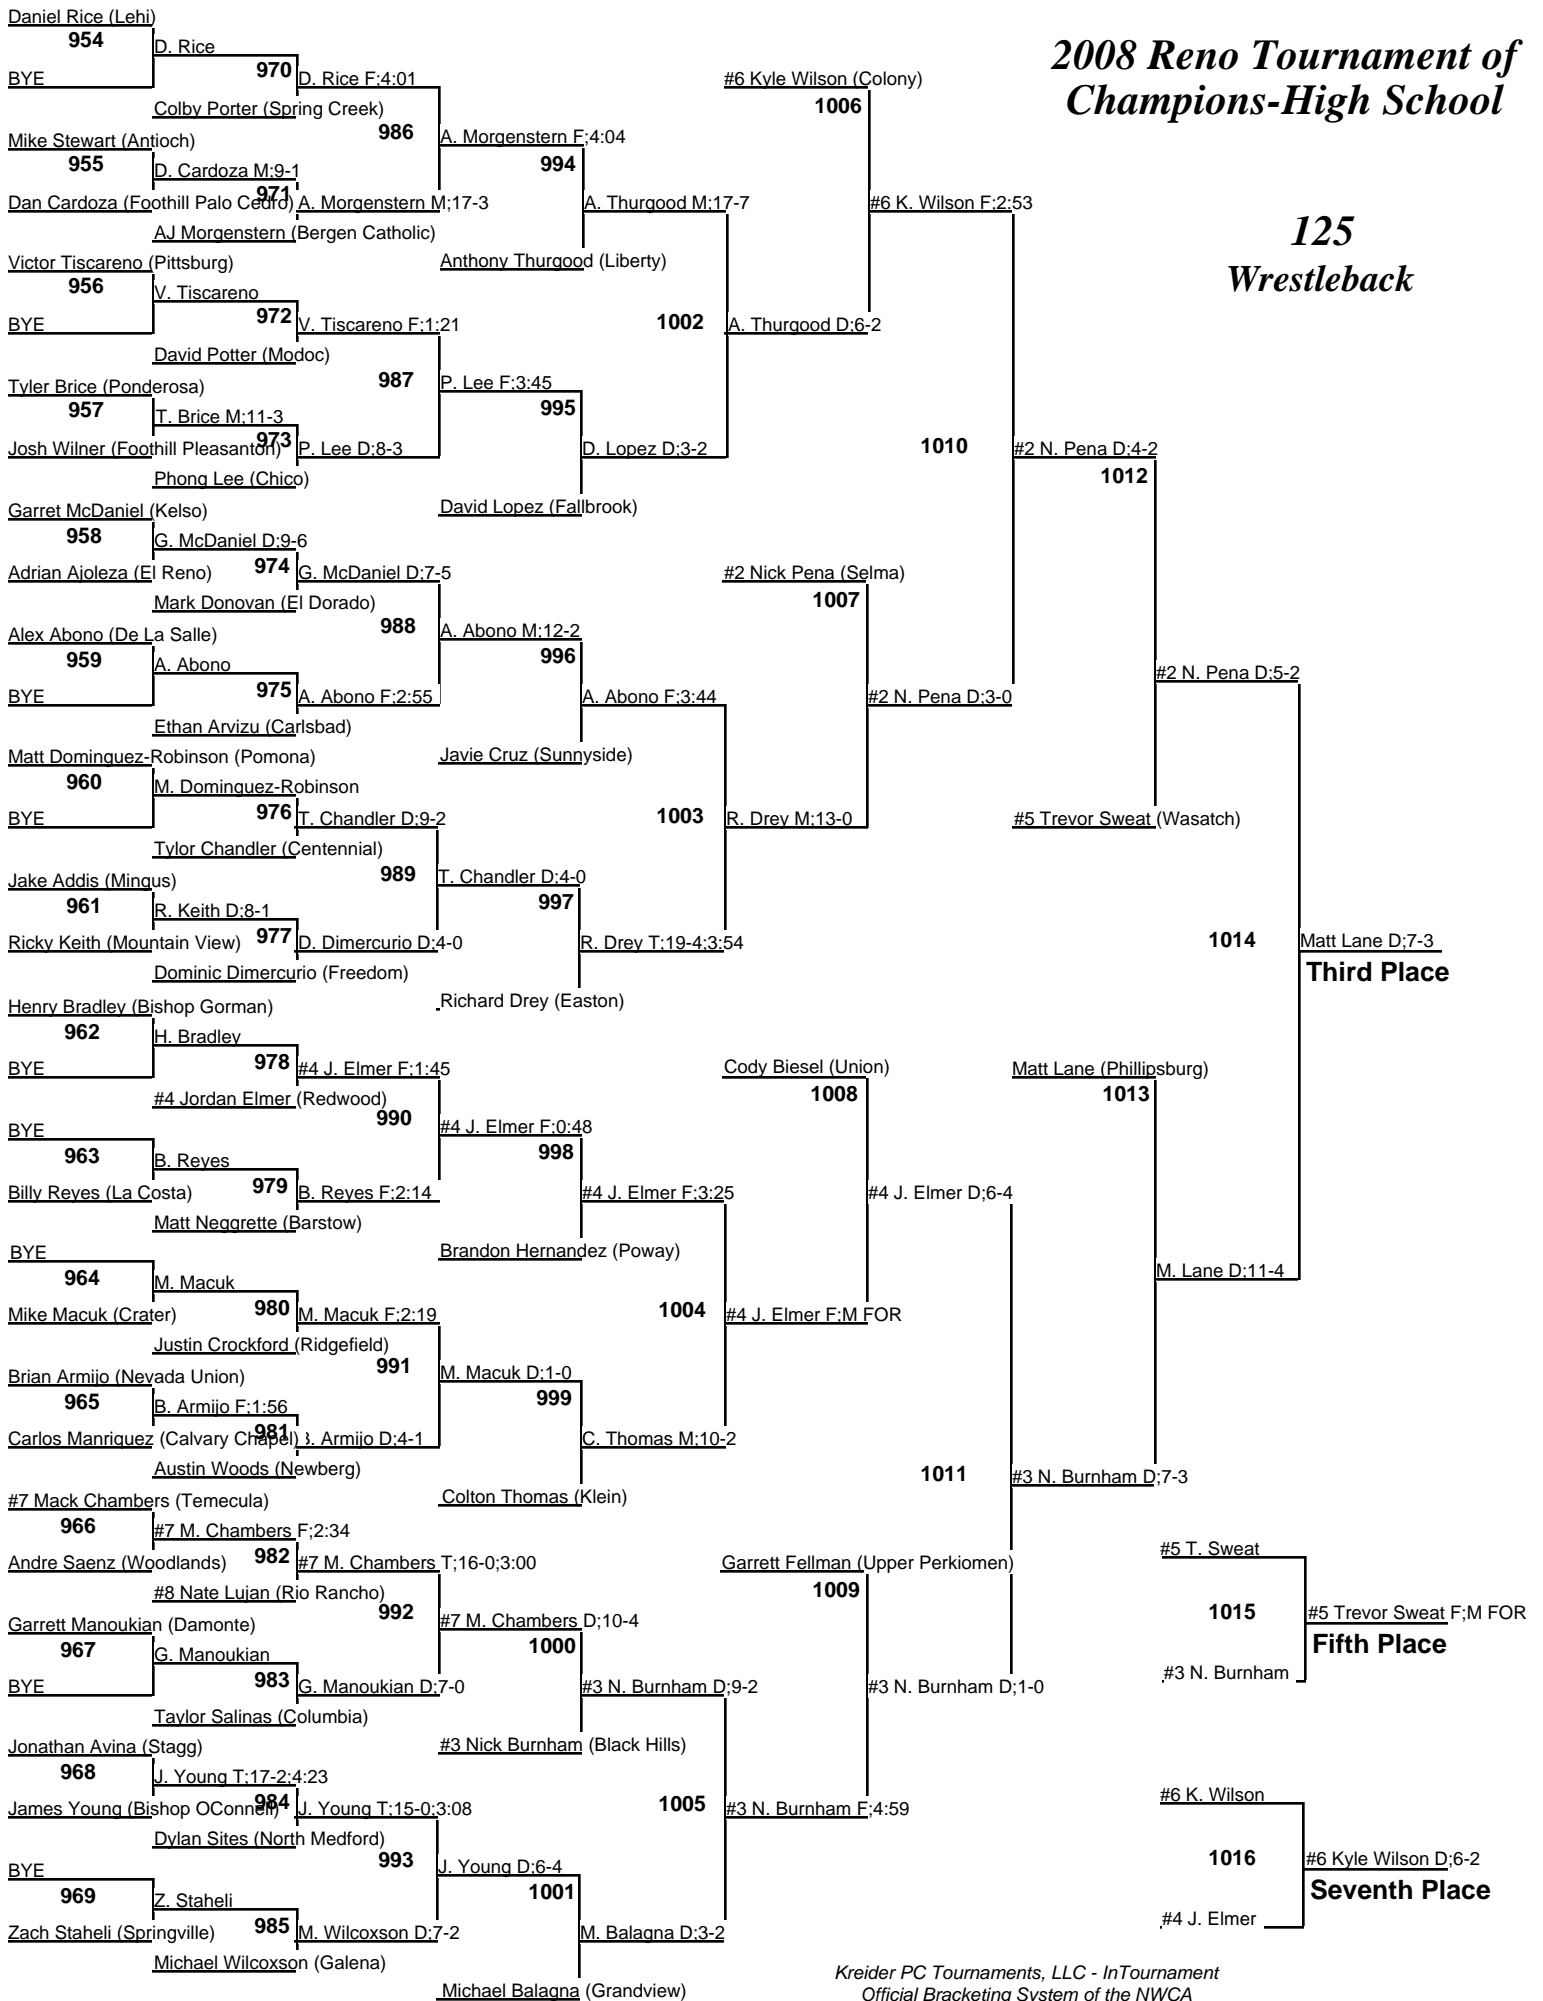 2008 Reno Tournament of
Champions-High School
125
Wrestleback
Daniel Rice (Lehi)
954
D. Rice
BYE
970
D. Rice F;4:01
Colby Porter (Spring Creek)
986
Mike Stewart (Antioch)
955
D. Cardoza M;9-1
Dan Cardoza (Foothill Palo Cedro)
971
A. Morgenstern M;17-3
AJ Morgenstern (Bergen Catholic)
A. Morgenstern F;4:04
994
A. Thurgood M;17-7
Anthony Thurgood (Liberty)
Victor Tiscareno (Pittsburg)
956
V. Tiscareno
BYE
972
V. Tiscareno F;1:21
David Potter (Modoc)
987
Tyler Brice (Ponderosa)
957
T. Brice M;11-3
Josh Wilner (Foothill Pleasanton)
973
P. Lee D;8-3
Phong Lee (Chico)
P. Lee F;3:45
995
D. Lopez D;3-2
David Lopez (Fallbrook)
1002
A. Thurgood D;6-2
#6 Kyle Wilson (Colony)
1006
#6 K. Wilson F;2:53
Garret McDaniel (Kelso)
958
G. McDaniel D;9-6
Adrian Ajoleza (El Reno)
974
G. McDaniel D;7-5
Mark Donovan (El Dorado)
988
Alex Abono (De La Salle)
959
A. Abono
BYE
975
A. Abono F;2:55
Ethan Arvizu (Carlsbad)
A. Abono M;12-2
996
A. Abono F;3:44
Javie Cruz (Sunnyside)
Matt Dominguez-Robinson (Pomona)
960
M. Dominguez-Robinson
BYE
976
T. Chandler D;9-2
Tylor Chandler (Centennial)
989
Jake Addis (Mingus)
961
R. Keith D;8-1
Ricky Keith (Mountain View)
977
D. Dimercurio D;4-0
Dominic Dimercurio (Freedom)
T. Chandler D;4-0
997
R. Drey T;19-4;3:54
Richard Drey (Easton)
1003
R. Drey M;13-0
#2 Nick Pena (Selma)
1007
#2 N. Pena D;3-0
1010
#2 N. Pena D;4-2
1012
#5 Trevor Sweat (Wasatch)
#2 N. Pena D;5-2
Henry Bradley (Bishop Gorman)
962
H. Bradley
BYE
978
#4 J. Elmer F;1:45
#4 Jordan Elmer (Redwood)
990
BYE
963
B. Reyes
Billy Reyes (La Costa)
979
B. Reyes F;2:14
Matt Neggrette (Barstow)
#4 J. Elmer F;0:48
998
#4 J. Elmer F;3:25
Brandon Hernandez (Poway)
BYE
964
M. Macuk
Mike Macuk (Crater)
980
M. Macuk F;2:19
Justin Crockford (Ridgefield)
991
Brian Armijo (Nevada Union)
965
B. Armijo F;1:56
Carlos Manriquez (Calvary Chapel)
981
B. Armijo D;4-1
Austin Woods (Newberg)
M. Macuk D;1-0
999
C. Thomas M;10-2
Colton Thomas (Klein)
1004
#4 J. Elmer F;M FOR
Cody Biesel (Union)
1008
#4 J. Elmer D;6-4
#7 Mack Chambers (Temecula)
966
#7 M. Chambers F;2:34
Andre Saenz (Woodlands)
982
#7 M. Chambers T;16-0;3:00
#8 Nate Lujan (Rio Rancho)
992
Garrett Manoukian (Damonte)
967
G. Manoukian
BYE
983
G. Manoukian D;7-0
Taylor Salinas (Columbia)
#7 M. Chambers D;10-4
1000
#3 N. Burnham D;9-2
#3 Nick Burnham (Black Hills)
Jonathan Avina (Stagg)
968
J. Young T;17-2;4:23
James Young (Bishop OConnell)
984
J. Young T;15-0;3:08
Dylan Sites (North Medford)
993
BYE
969
Z. Staheli
Zach Staheli (Springville)
985
M. Wilcoxson D;7-2
Michael Wilcoxson (Galena)
J. Young D;6-4
1001
M. Balagna D;3-2
Michael Balagna (Grandview)
1005
#3 N. Burnham F;4:59
Garrett Fellman (Upper Perkiomen)
1009
#3 N. Burnham D;1-0
1011
#3 N. Burnham D;7-3
Matt Lane (Phillipsburg)
1013
M. Lane D;11-4
1014
Matt Lane D;7-3
Third Place
#5 T. Sweat
1015
#5 Trevor Sweat F;M FOR
Fifth Place
#3 N. Burnham
#6 K. Wilson
1016
#6 Kyle Wilson D;6-2
Seventh Place
#4 J. Elmer
Kreider PC Tournaments, LLC - InTournament
Official Bracketing System of the NWCA